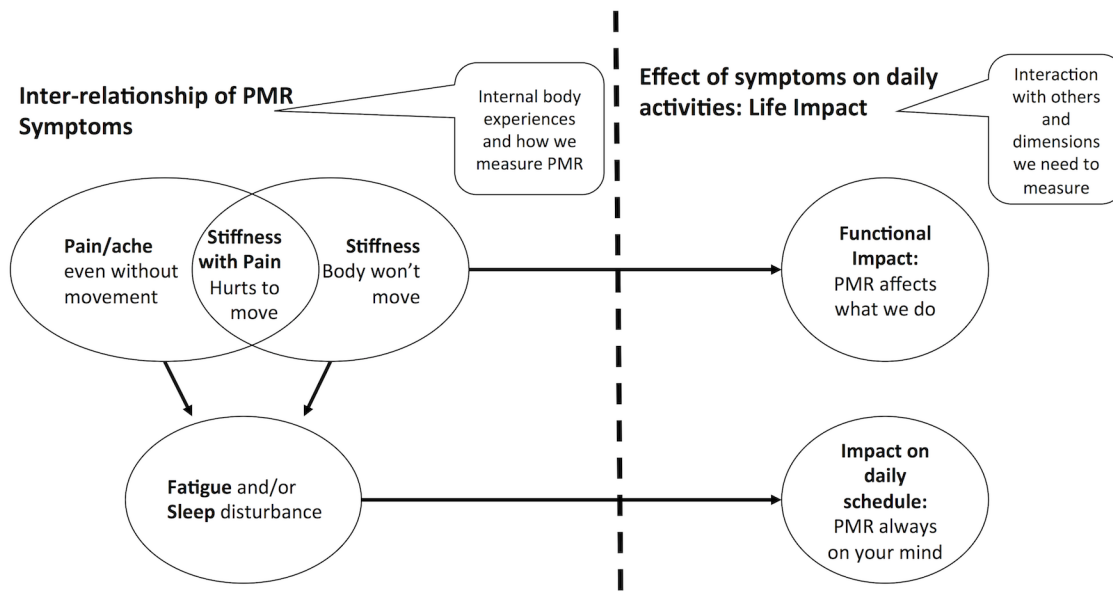 Inter-relationship of PMR
Symptoms
Internal body
experiences
and how we
measure PMR
Effect of symptoms on daily
activities: Life Impact
Interaction
with others
and
dimensions
we need to
measure
Pain/ache
even without
movement
Stiffness
with Pain
Hurts to
move
Stiffness
Body won’t
move
Functional
Impact:
PMR affects
what we do
Fatigue and/or
Sleep disturbance
Impact on
daily
schedule:
PMR always
on your mind